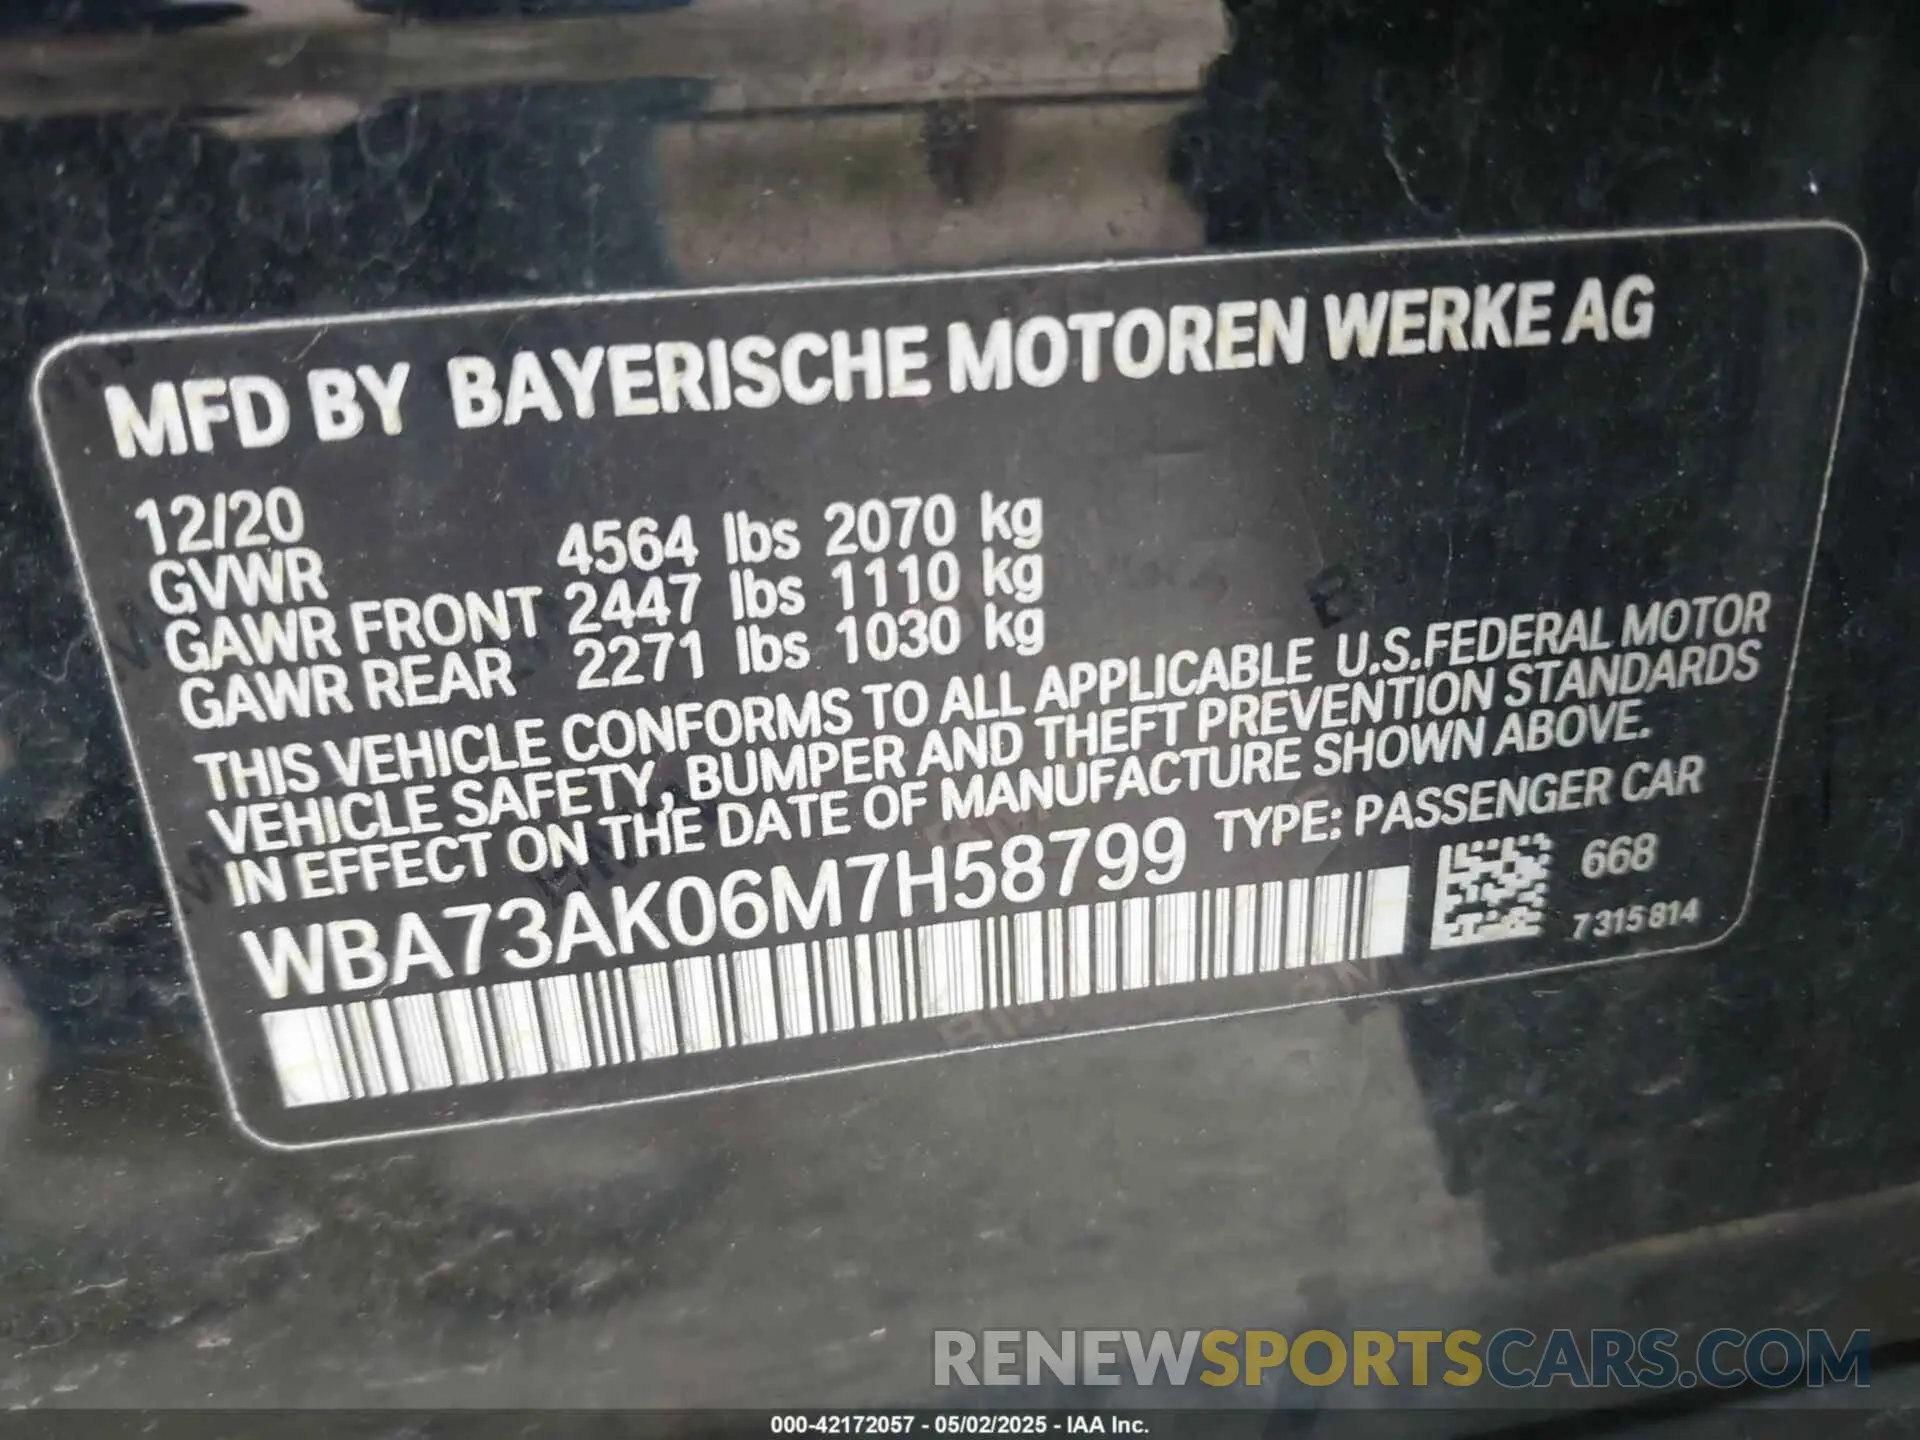 MFD BY BAYERISCHE MOTOREN WERKE AG
12/20
GVWR 4564 lbs 2070 kg
GAWR FRONT 2447 lbs 1110 kg
GAWR REAR 2271 lbs 1030 kg
THIS VEHICLE CONFORMS TO ALL APPLICABLE U.S.FEDERAL MOTOR
VEHICLE SAFETY, BUMPER AND THEFT PREVENTION STANDARDS
IN EFFECT ON THE DATE OF MANUFACTURE SHOWN ABOVE.
WBA73AK06M7H58799 TYPE: PASSENGER CAR
668
7 315 814
RENEWSPORTSCARS.COM
000-42172057 - 05/02/2025 - IAA Inc.